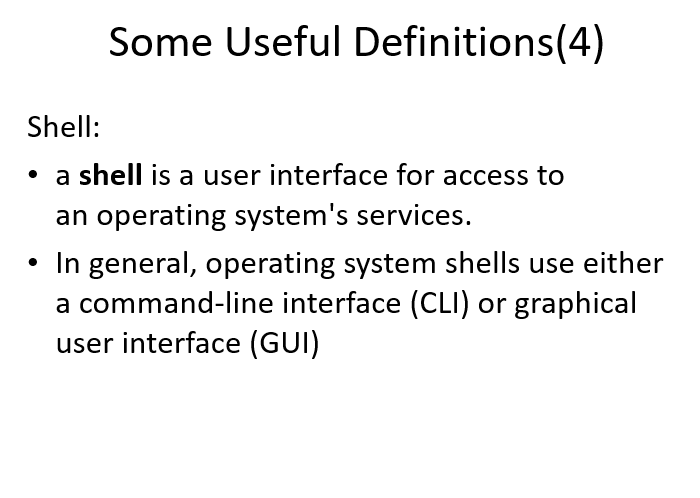 Some Useful Definitions(4)
Shell:
• a shell is a user interface for access to
an operating system's services.
• In general, operating system shells use either
a command-line interface (CLI) or graphical
user interface (GUI)